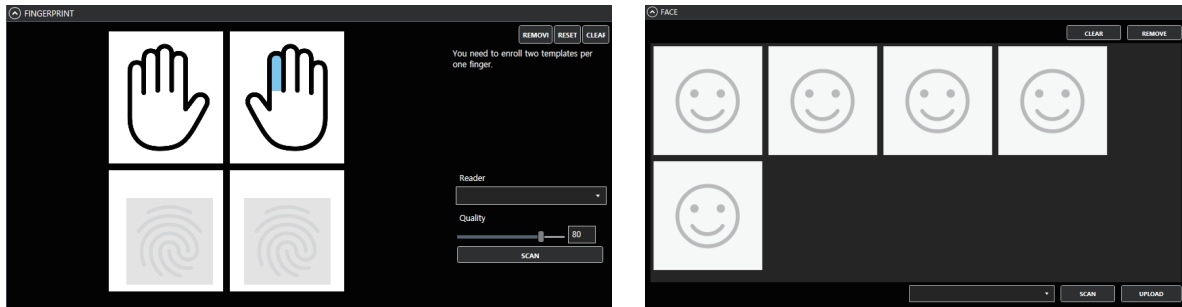 FINGERPRINT
REMOVI RESET CLEAF
You need to enroll two templates per
one finger.
Reader
Quality
80
SCAN
FACE
CLEAR REMOVE
SCAN UPLOAD